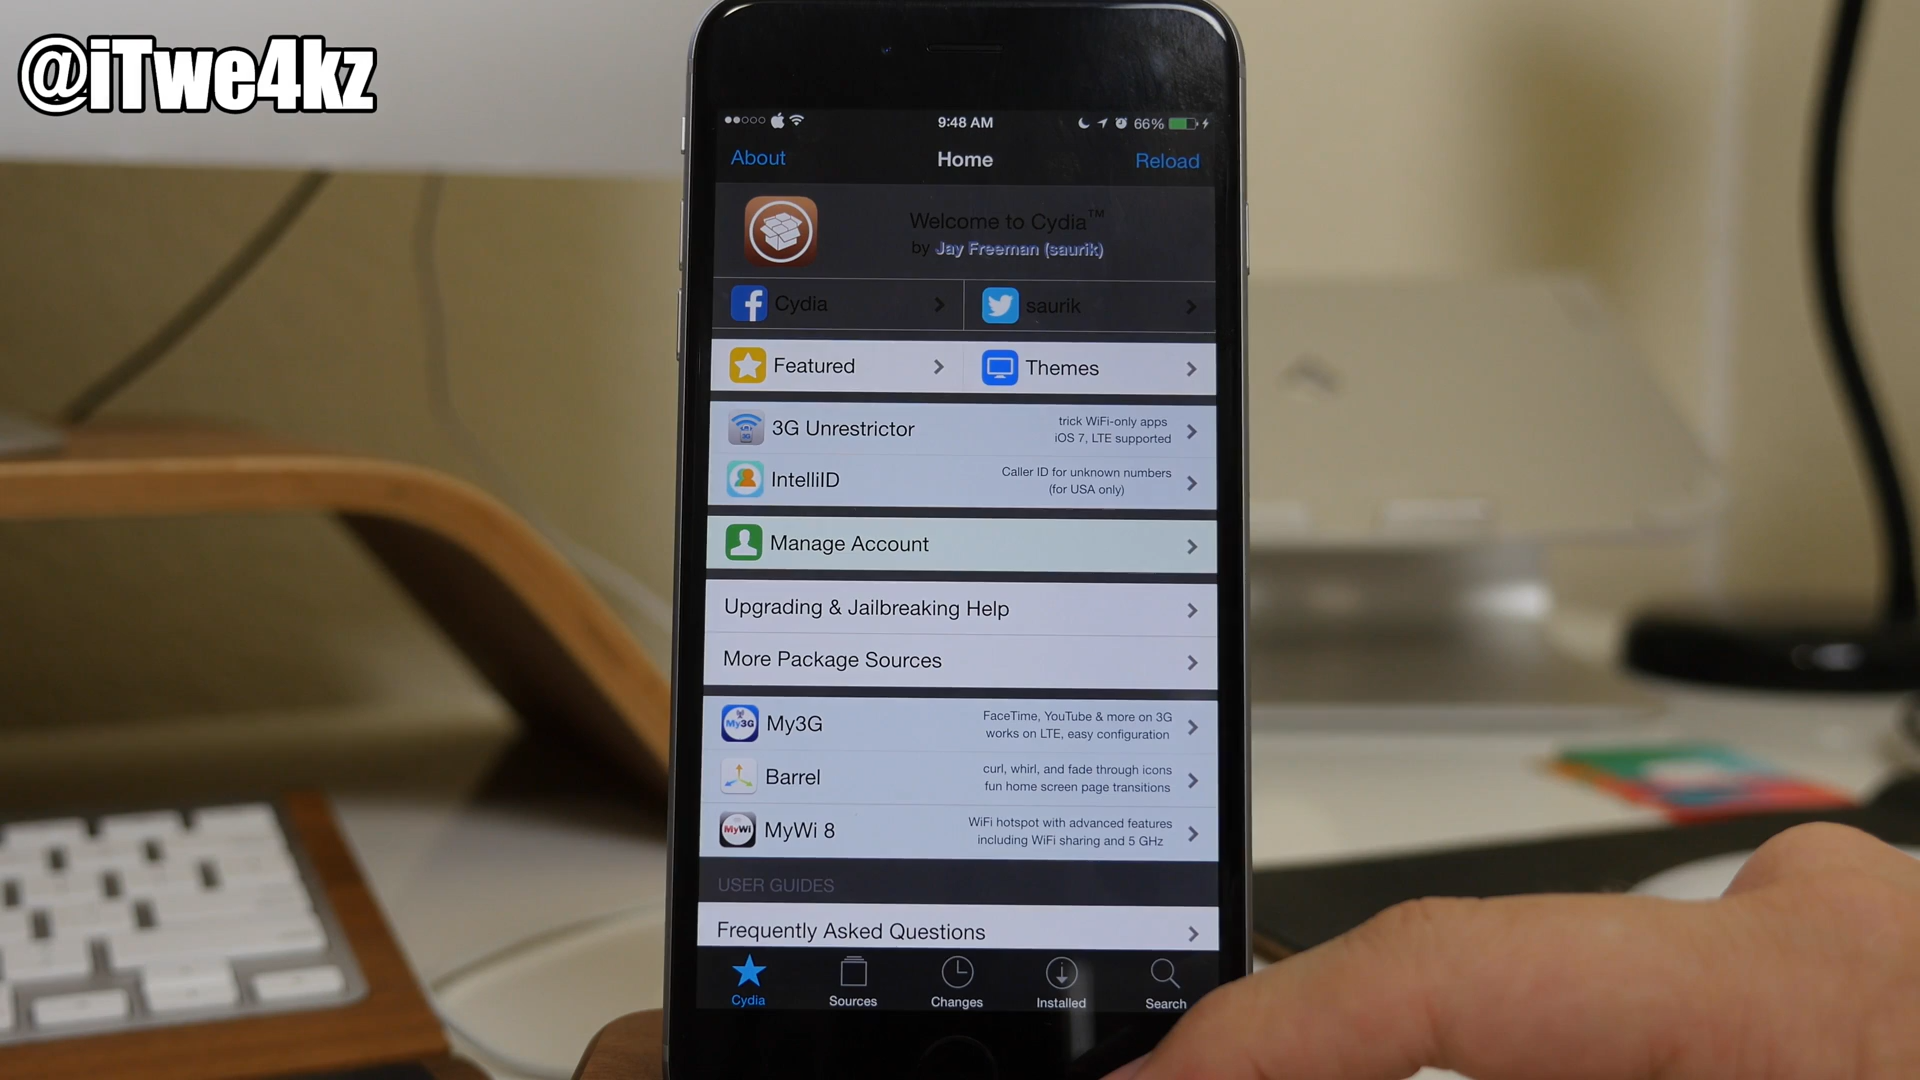 @iTwe4kz
9:48 AM
66%
About
Home
Reload
Welcome to Cydia™
by Jay Freeman (saurik)
Cydia
saurik
Featured
Themes
3G Unrestrictor
trick WiFi-only apps
iOS 7, LTE supported
IntelliID
Caller ID for unknown numbers
(for USA only)
Manage Account
Upgrading & Jailbreaking Help
More Package Sources
My3G
My3G
FaceTime, YouTube & more on 3G
works on LTE, easy configuration
Barrel
curl, whirl, and fade through icons
fun home screen page transitions
MyWi
MyWi 8
WiFi hotspot with advanced features
including WiFi sharing and 5 GHz
USER GUIDES
Frequently Asked Questions
Cydia
Sources
Changes
Installed
Search